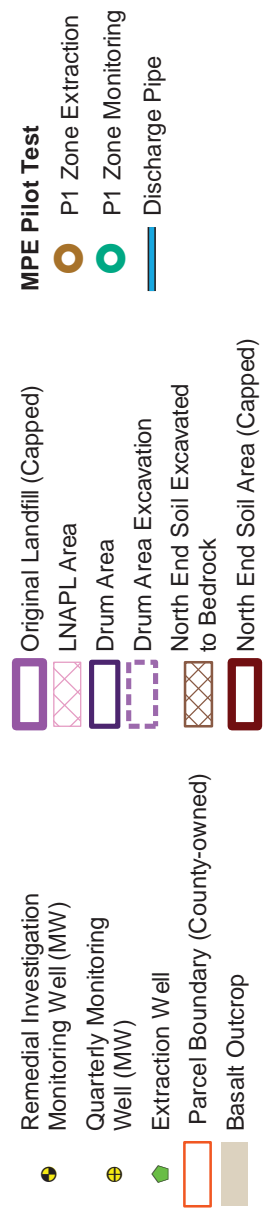 Remedial Investigation
Monitoring Well (MW)
Quarterly Monitoring
Well (MW)
Extraction Well
Parcel Boundary (County-owned)
Basalt Outcrop
Original Landfill (Capped)
LNAPL Area
Drum Area
Drum Area Excavation
North End Soil Excavated
to Bedrock
North End Soil Area (Capped)
MPE Pilot Test
P1 Zone Extraction
P1 Zone Monitoring
Discharge Pipe